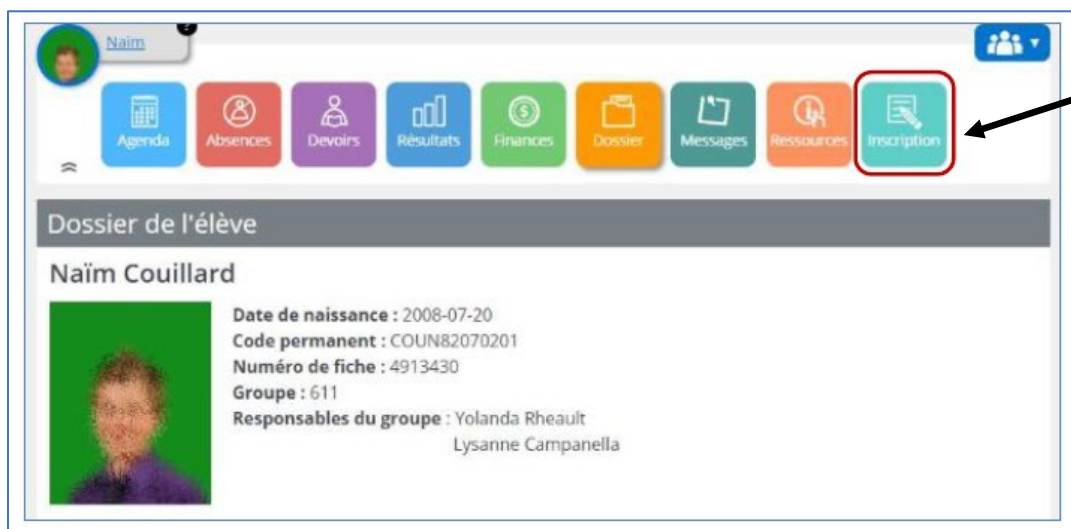 Naïm
?
Agenda
Absences
Devoirs
Résultats
Finances
Dossier
Messages
Ressources
Inscription
Dossier de l'élève
Naïm Couillard
Date de naissance : 2008-07-20
Code permanent : COUN82070201
Numéro de fiche : 4913430
Groupe : 611
Responsables du groupe : Yolanda Rheault
Lysanne Campanella